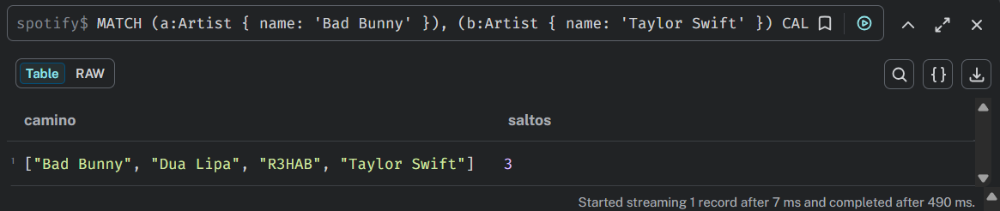 spotify$ MATCH (a:Artist { name: 'Bad Bunny' }), (b:Artist { name: 'Taylor Swift' }) CAL
Table RAW
{}
camino saltos
1 ["Bad Bunny", "Dua Lipa", "R3HAB", "Taylor Swift"] 3
Started streaming 1 record after 7 ms and completed after 490 ms.